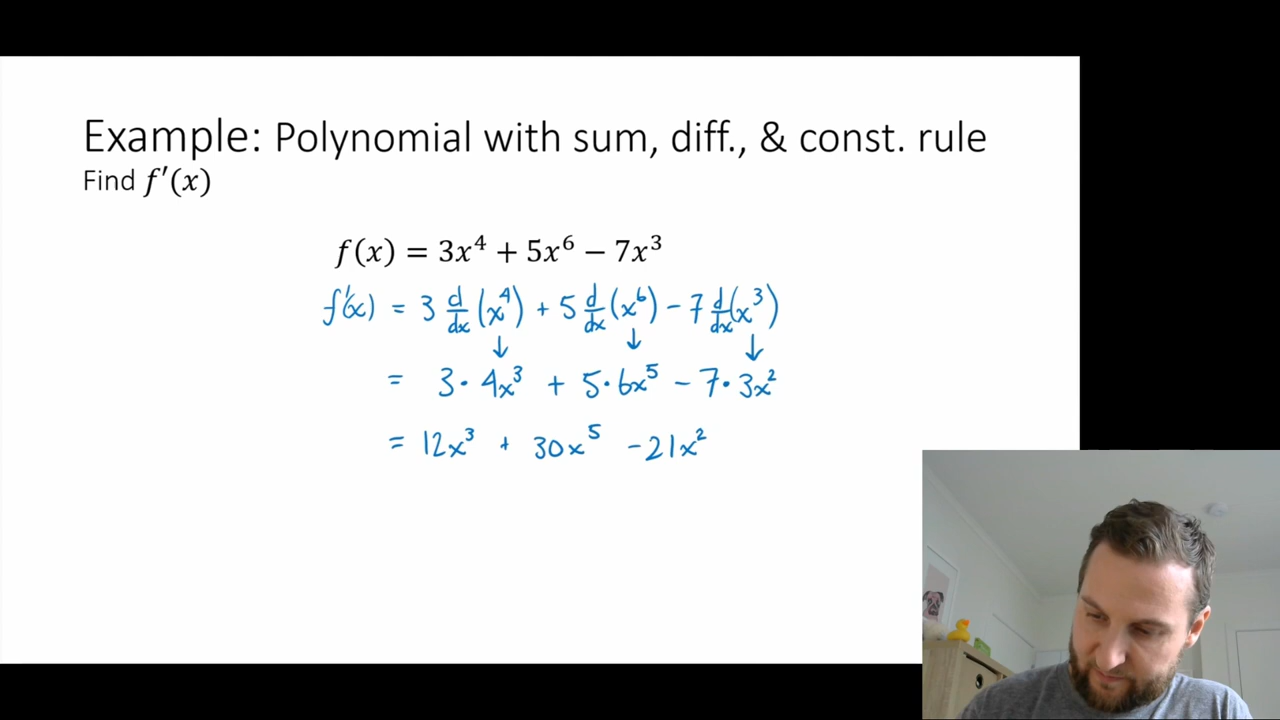 Example: Polynomial with sum, diff., & const. rule
Find f′(x)
f(x) = 3x⁴ + 5x⁶ − 7x³
f'(x) = 3 d/dx (x⁴) + 5 d/dx (x⁶) − 7 d/dx (x³)
↓ ↓ ↓
= 3·4x³ + 5·6x⁵ − 7·3x²
= 12x³ + 30x⁵ − 21x²